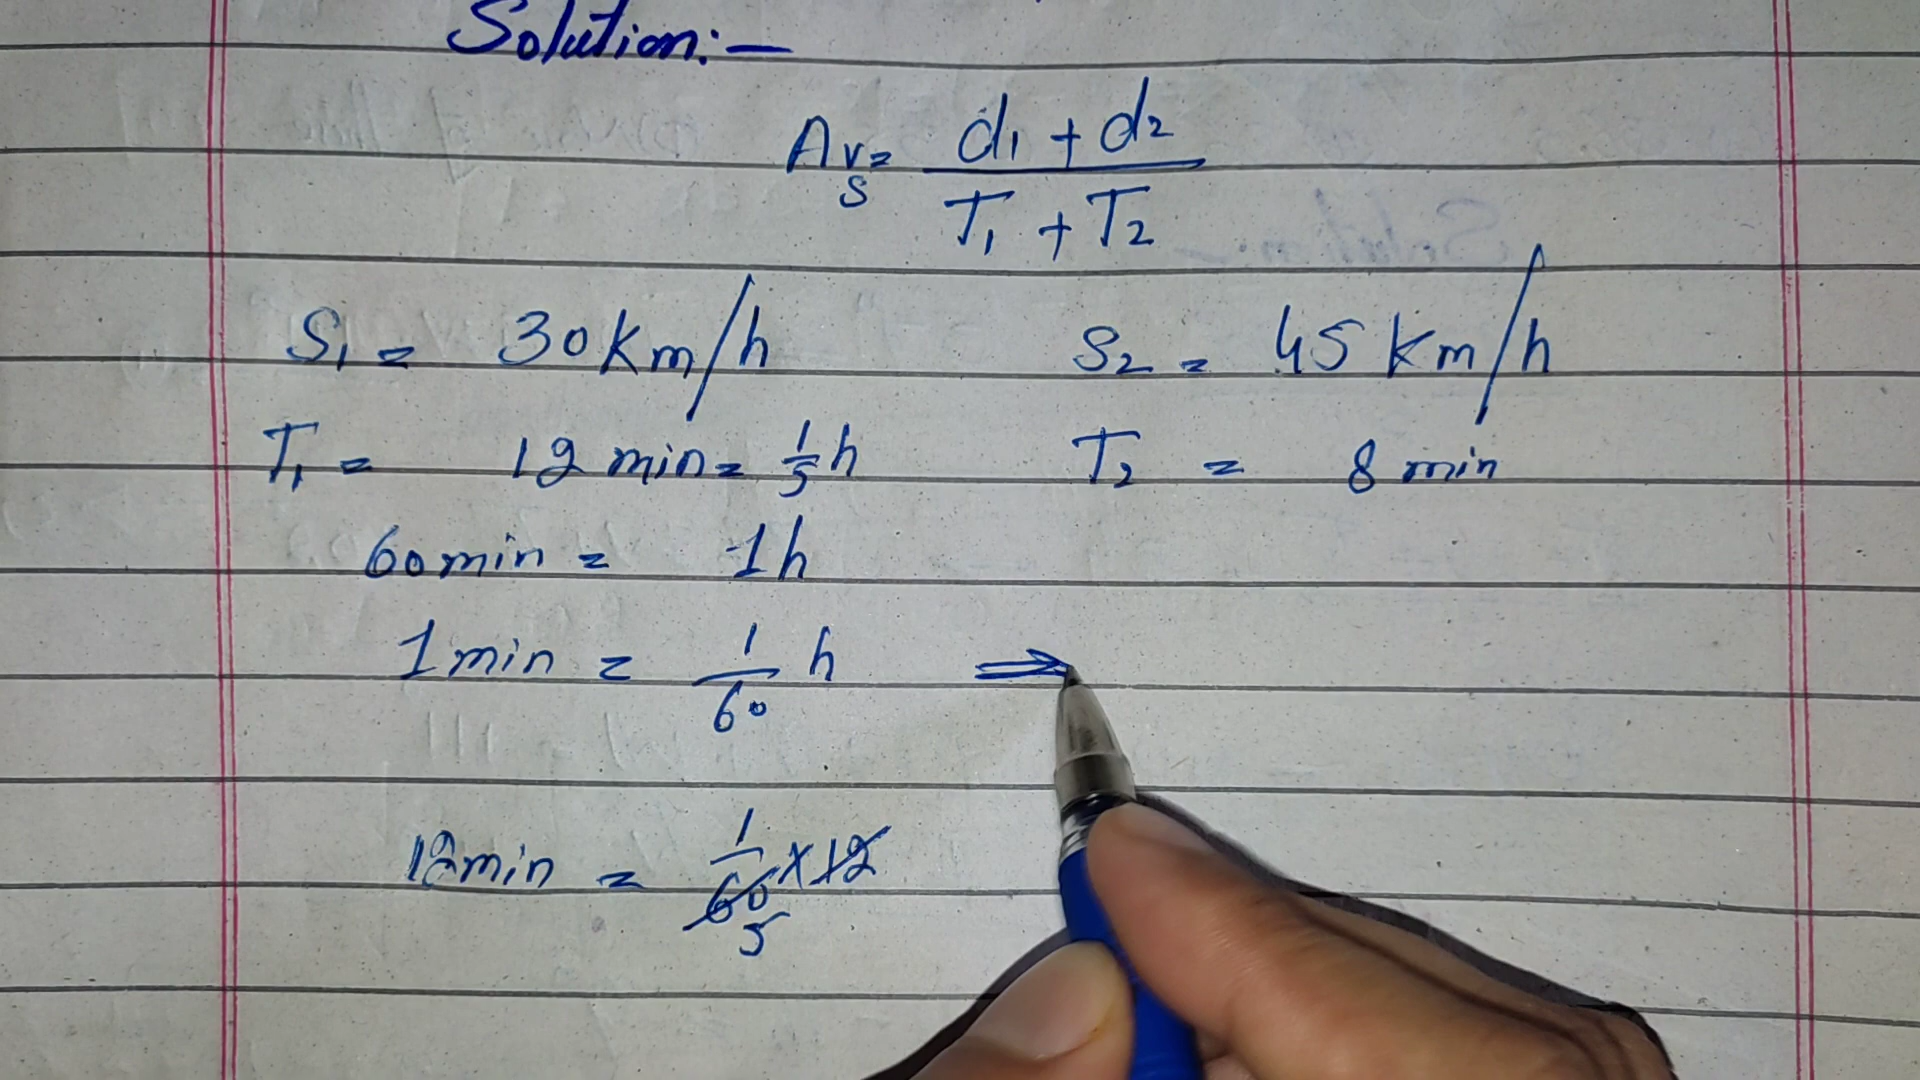 Solution:-
Av s = d1 + d2 / T1 + T2
S1 = 30 km/h S2 = 45 km/h
T1 = 12 min = 1/5 h T2 = 8 min
60 min = 1h
1 min = 1/60 h ⇒
12 min = 1/60 × 12
5